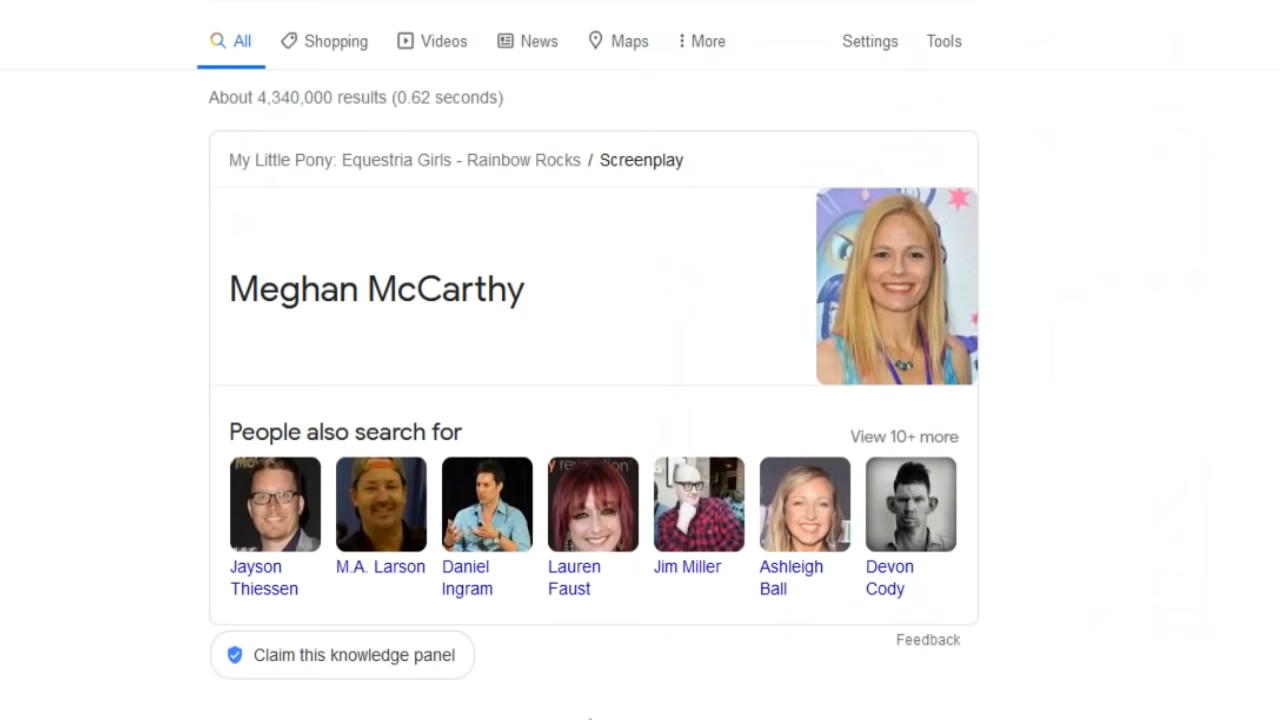 All Shopping Videos News Maps More Settings Tools
About 4,340,000 results (0.62 seconds)
My Little Pony: Equestria Girls - Rainbow Rocks / Screenplay
Meghan McCarthy
People also search for
View 10+ more
Jayson Thiessen
M.A. Larson
Daniel Ingram
Lauren Faust
Jim Miller
Ashleigh Ball
Devon Cody
Feedback
Claim this knowledge panel